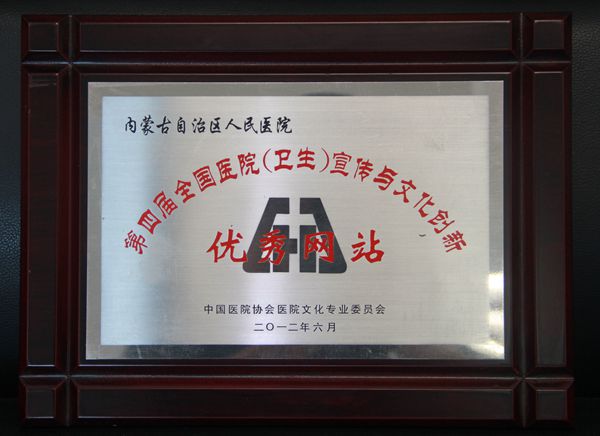 内蒙古自治区人民医院
第四届全国医院(卫生)宣传与文化创新
优秀网站
中国医院协会医院文化专业委员会
二〇一二年六月